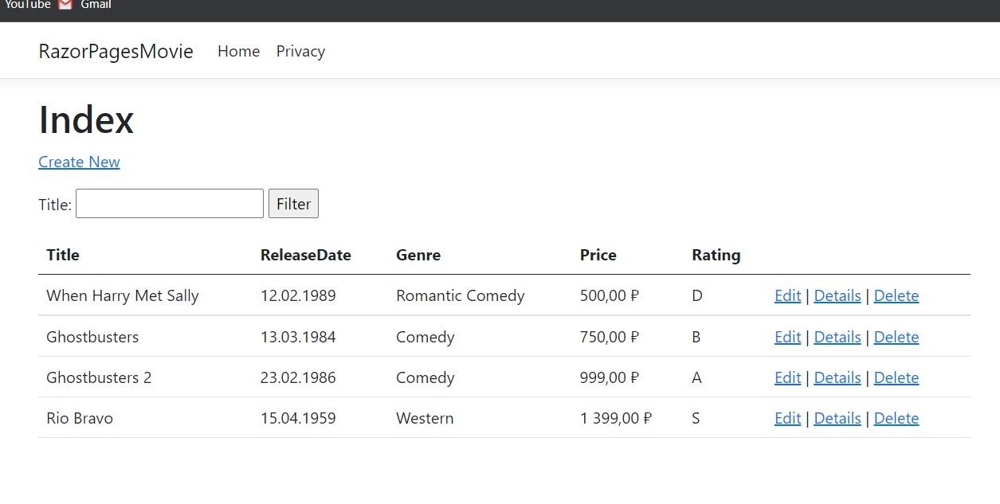 YouTube Gmail
RazorPagesMovie Home Privacy
Index
Create New
Title: Filter
Title ReleaseDate Genre Price Rating
When Harry Met Sally 12.02.1989 Romantic Comedy 500,00 ₽ D Edit | Details | Delete
Ghostbusters 13.03.1984 Comedy 750,00 ₽ B Edit | Details | Delete
Ghostbusters 2 23.02.1986 Comedy 999,00 ₽ A Edit | Details | Delete
Rio Bravo 15.04.1959 Western 1 399,00 ₽ S Edit | Details | Delete